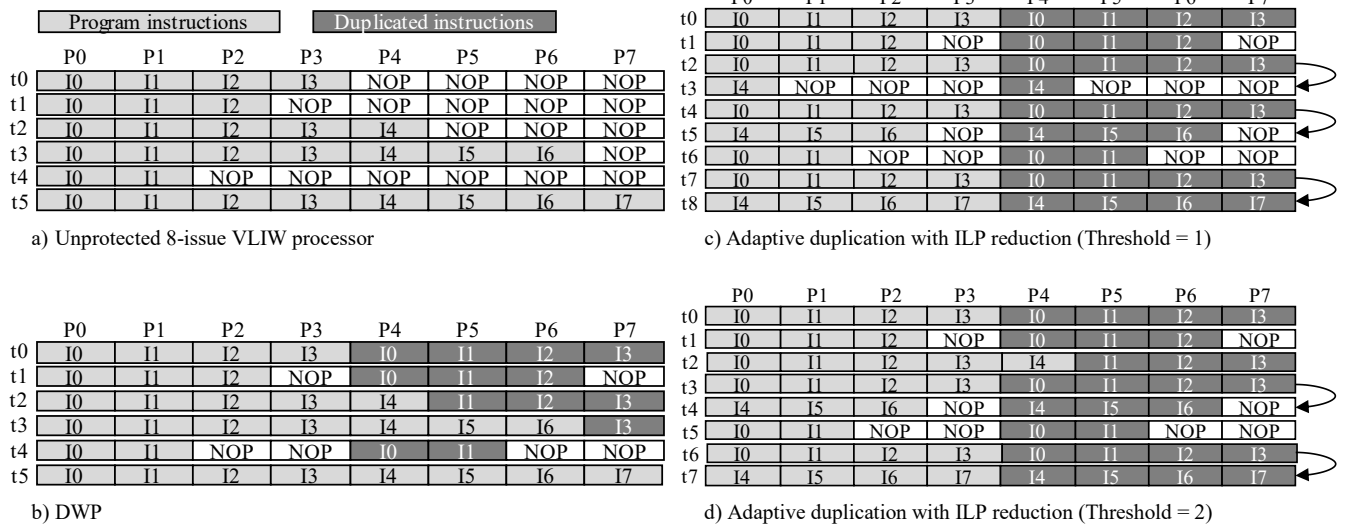 Program instructions Duplicated instructions
P0 P1 P2 P3 P4 P5 P6 P7
t0 I0 I1 I2 I3 NOP NOP NOP NOP
t1 I0 I1 I2 NOP NOP NOP NOP NOP
t2 I0 I1 I2 I3 I4 NOP NOP NOP
t3 I0 I1 I2 I3 I4 I5 I6 NOP
t4 I0 I1 NOP NOP NOP NOP NOP NOP
t5 I0 I1 I2 I3 I4 I5 I6 I7
a) Unprotected 8-issue VLIW processor
P0 P1 P2 P3 P4 P5 P6 P7
t0 I0 I1 I2 I3 I0 I1 I2 I3
t1 I0 I1 I2 NOP I0 I1 I2 NOP
t2 I0 I1 I2 I3 I4 I1 I2 I3
t3 I0 I1 I2 I3 I4 I5 I6 I3
t4 I0 I1 NOP NOP I0 I1 NOP NOP
t5 I0 I1 I2 I3 I4 I5 I6 I7
b) DWP
P0 P1 P2 P3 P4 P5 P6 P7
t0 I0 I1 I2 I3 I0 I1 I2 I3
t1 I0 I1 I2 NOP I0 I1 I2 NOP
t2 I0 I1 I2 I3 I0 I1 I2 I3
t3 I4 NOP NOP NOP I4 NOP NOP NOP
t4 I0 I1 I2 I3 I0 I1 I2 I3
t5 I4 I5 I6 NOP I4 I5 I6 NOP
t6 I0 I1 NOP NOP I0 I1 NOP NOP
t7 I0 I1 I2 I3 I0 I1 I2 I3
t8 I4 I5 I6 I7 I4 I5 I6 I7
c) Adaptive duplication with ILP reduction (Threshold = 1)
P0 P1 P2 P3 P4 P5 P6 P7
t0 I0 I1 I2 I3 I0 I1 I2 I3
t1 I0 I1 I2 NOP I0 I1 I2 NOP
t2 I0 I1 I2 I3 I4 I1 I2 I3
t3 I0 I1 I2 I3 I0 I1 I2 I3
t4 I4 I5 I6 NOP I4 I5 I6 NOP
t5 I0 I1 NOP NOP I0 I1 NOP NOP
t6 I0 I1 I2 I3 I0 I1 I2 I3
t7 I4 I5 I6 I7 I4 I5 I6 I7
d) Adaptive duplication with ILP reduction (Threshold = 2)